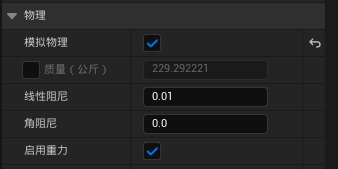 物理
模拟物理
质量（公斤） 229.292221
线性阻尼 0.01
角阻尼 0.0
启用重力